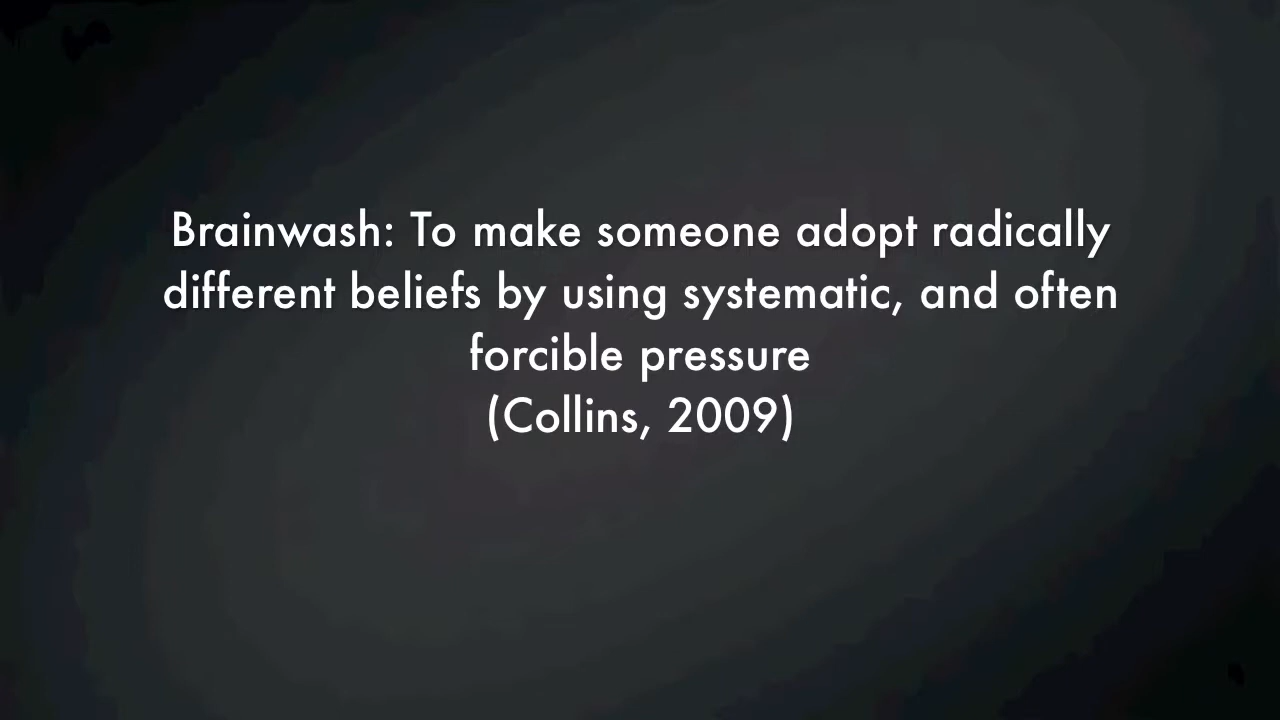 Brainwash: To make someone adopt radically
different beliefs by using systematic, and often
forcible pressure
(Collins, 2009)